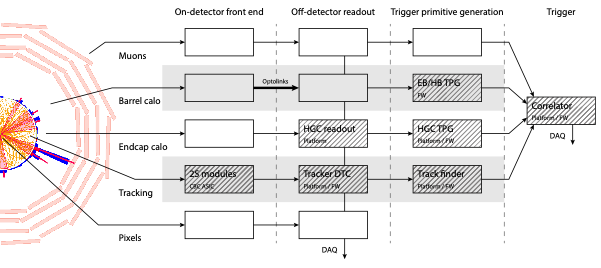 On-detector front end
Off-detector readout
Trigger primitive generation
Trigger
Muons
Optolinks
EB/HB TPG
FW
Barrel calo
Correlator
Platform / FW
DAQ
HGC readout
Platform
HGC TPG
Platform / FW
Endcap calo
2S modules
CBC ASIC
Tracker DTC
Platform / FW
Track finder
Platform / FW
Tracking
Pixels
DAQ